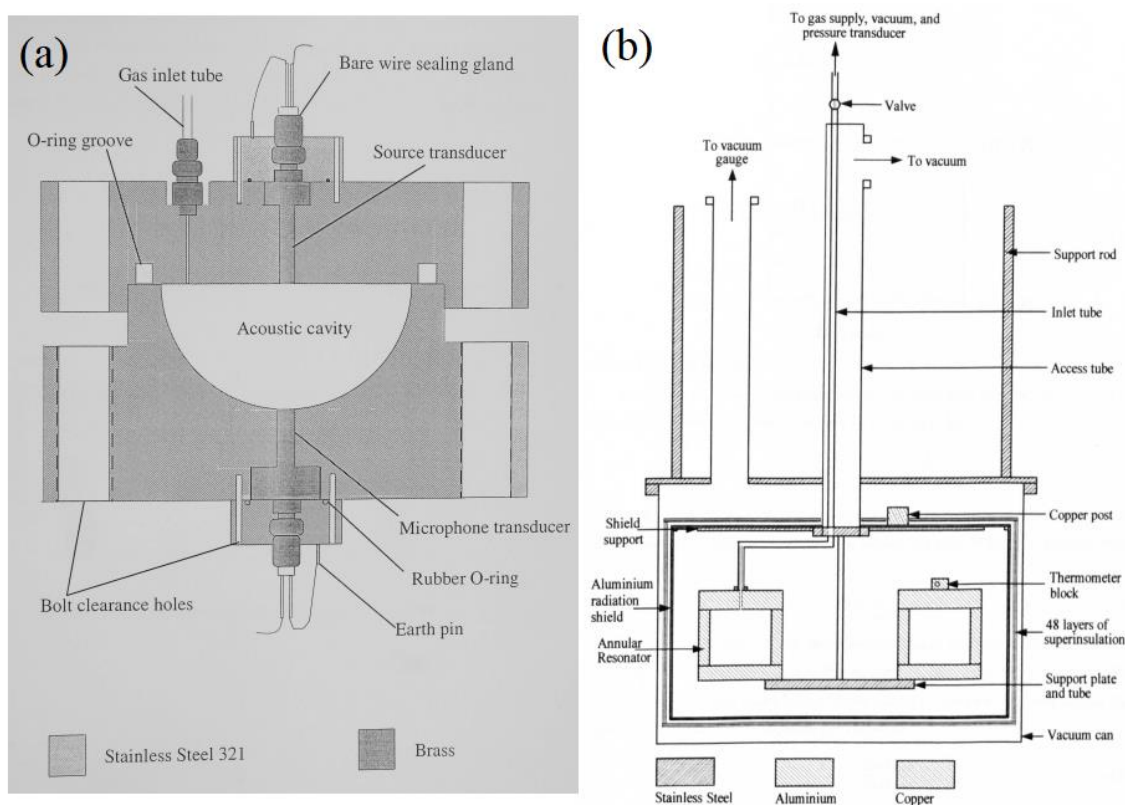 (a)
Gas inlet tube
Bare wire sealing gland
O-ring groove
Source transducer
Acoustic cavity
Microphone transducer
Rubber O-ring
Bolt clearance holes
Earth pin
Stainless Steel 321
Brass
(b)
To gas supply, vacuum, and
pressure transducer
Valve
To vacuum
gauge
To vacuum
Support rod
Inlet tube
Access tube
Copper post
Shield
support
Thermometer
block
Aluminium
radiation
shield
48 layers of
superinsulation
Annular
Resonator
Support plate
and tube
Vacuum can
Stainless Steel
Aluminium
Copper